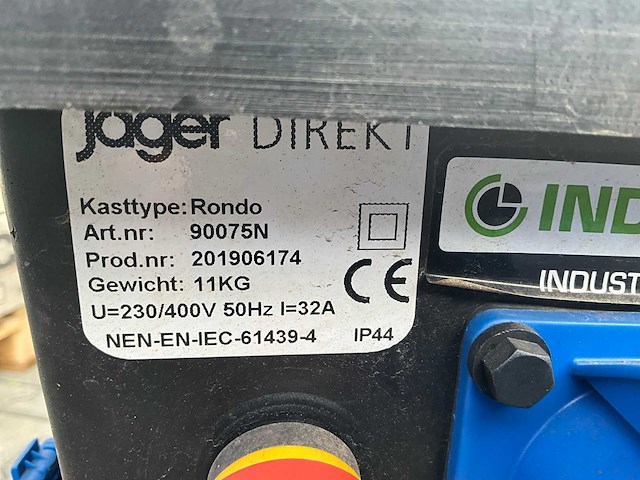 jäger DIREKT
Kasttype: Rondo
Art.nr: 90075N
Prod.nr: 201906174
Gewicht: 11KG
U=230/400V 50Hz I=32A
NEN-EN-IEC-61439-4 IP44
CE
IND
INDUST